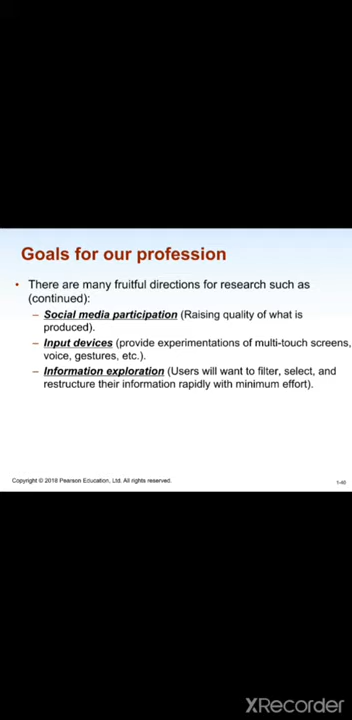 Goals for our profession
• There are many fruitful directions for research such as
(continued):
– Social media participation (Raising quality of what is
produced).
– Input devices (provide experimentations of multi-touch screens,
voice, gestures, etc.).
– Information exploration (Users will want to filter, select, and
restructure their information rapidly with minimum effort).
Copyright © 2018 Pearson Education, Ltd. All rights reserved.
1-40
XRecorder